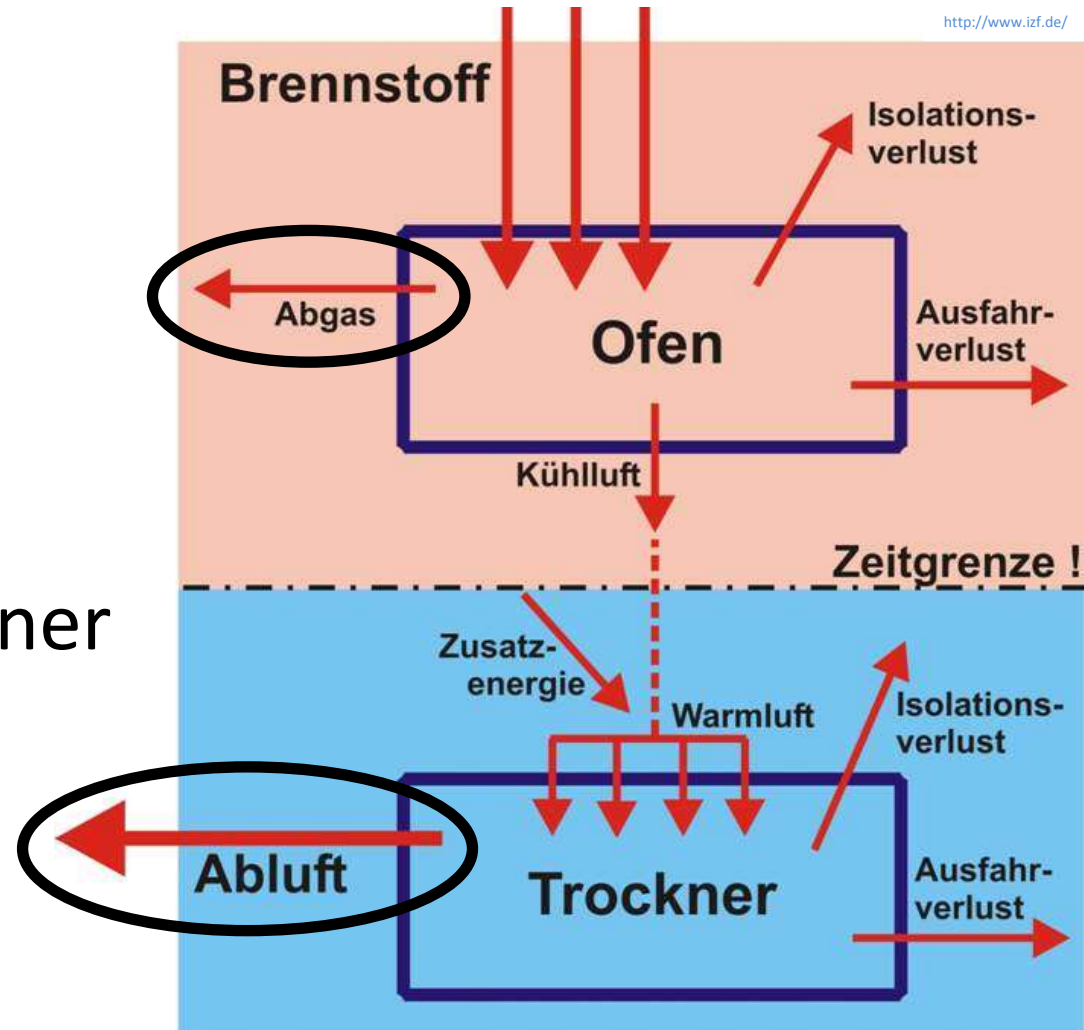 http://www.izf.de/
Brennstoff
Isolations-
verlust
Abgas
Ofen
Ausfahr-
verlust
Kühlluft
Zeitgrenze !
ner
Zusatz-
energie
Warmluft
Isolations-
verlust
Abluft
Trockner
Ausfahr-
verlust